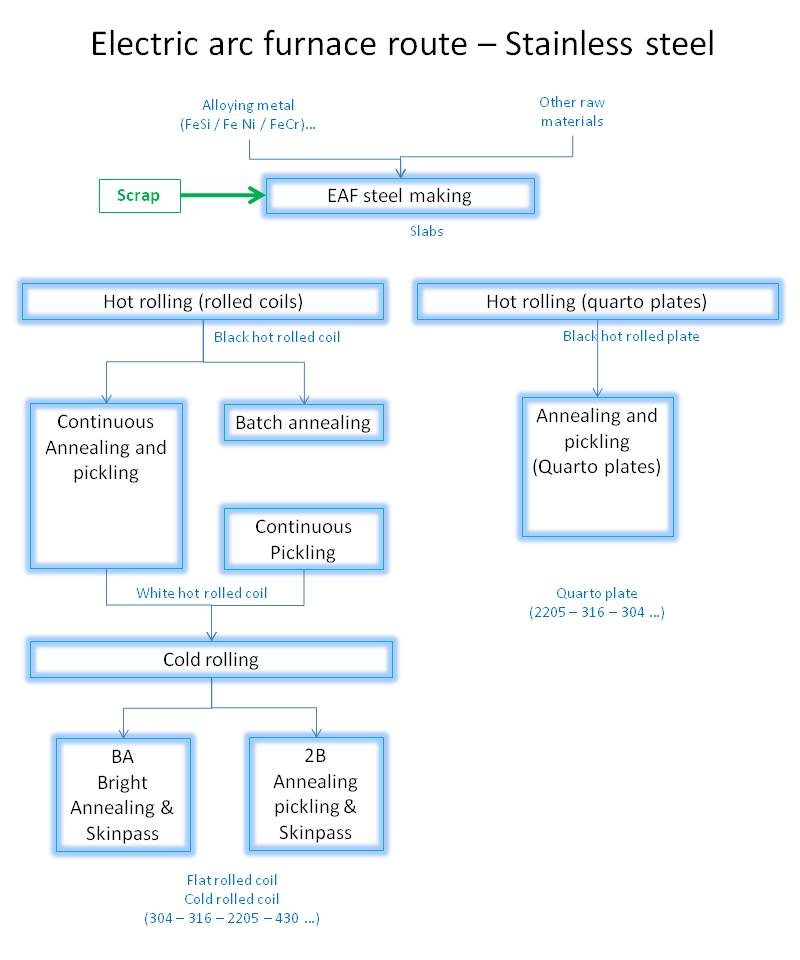 Electric arc furnace route – Stainless steel
Alloying metal
(FeSi / Fe Ni / FeCr)...
Other raw
materials
Scrap
EAF steel making
Slabs
Hot rolling (rolled coils)
Hot rolling (quarto plates)
Black hot rolled coil
Black hot rolled plate
Continuous
Annealing and
pickling
Batch annealing
Annealing and
pickling
(Quarto plates)
Continuous
Pickling
White hot rolled coil
Quarto plate
(2205 – 316 – 304 ...)
Cold rolling
BA
Bright
Annealing &
Skinpass
2B
Annealing
pickling &
Skinpass
Flat rolled coil
Cold rolled coil
(304 – 316 – 2205 – 430 ...)